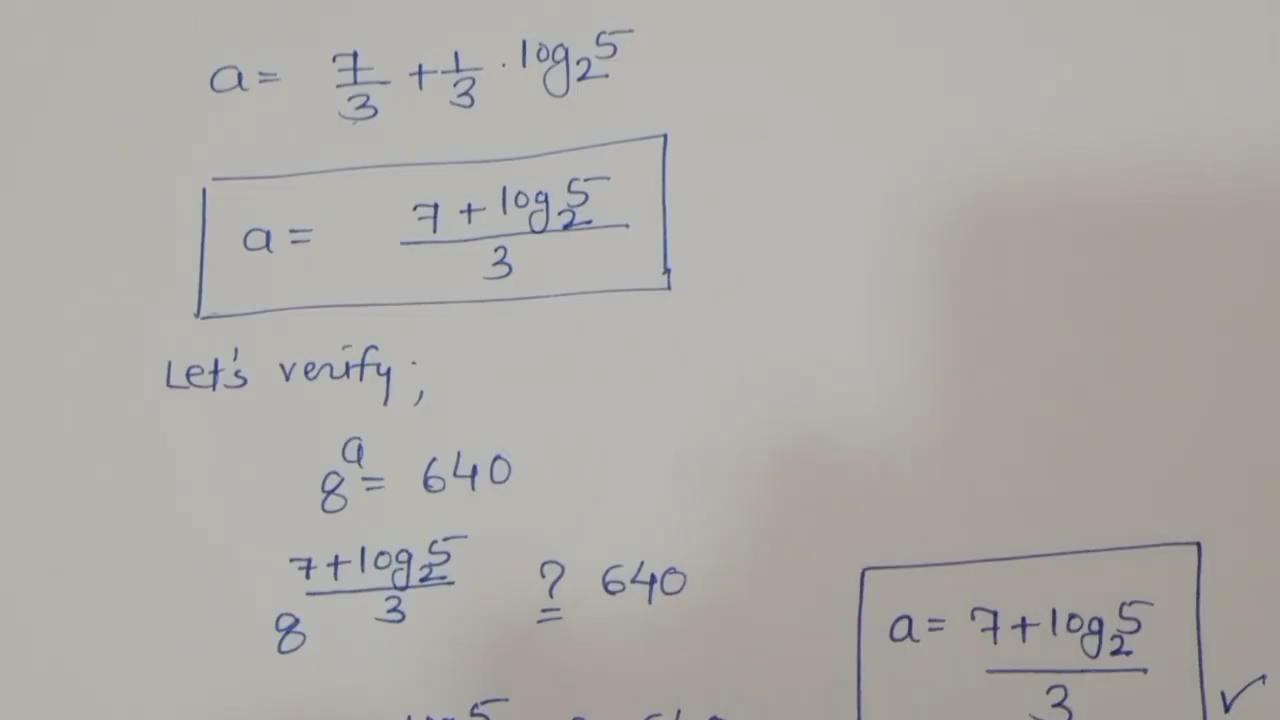 a = 7/3 + 1/3 · log₂5
a = (7 + log₂5)/3
Let's verify;
8^a = 640
8^((7+log₂5)/3) ?= 640
a = (7+log₂5)/3 ✓